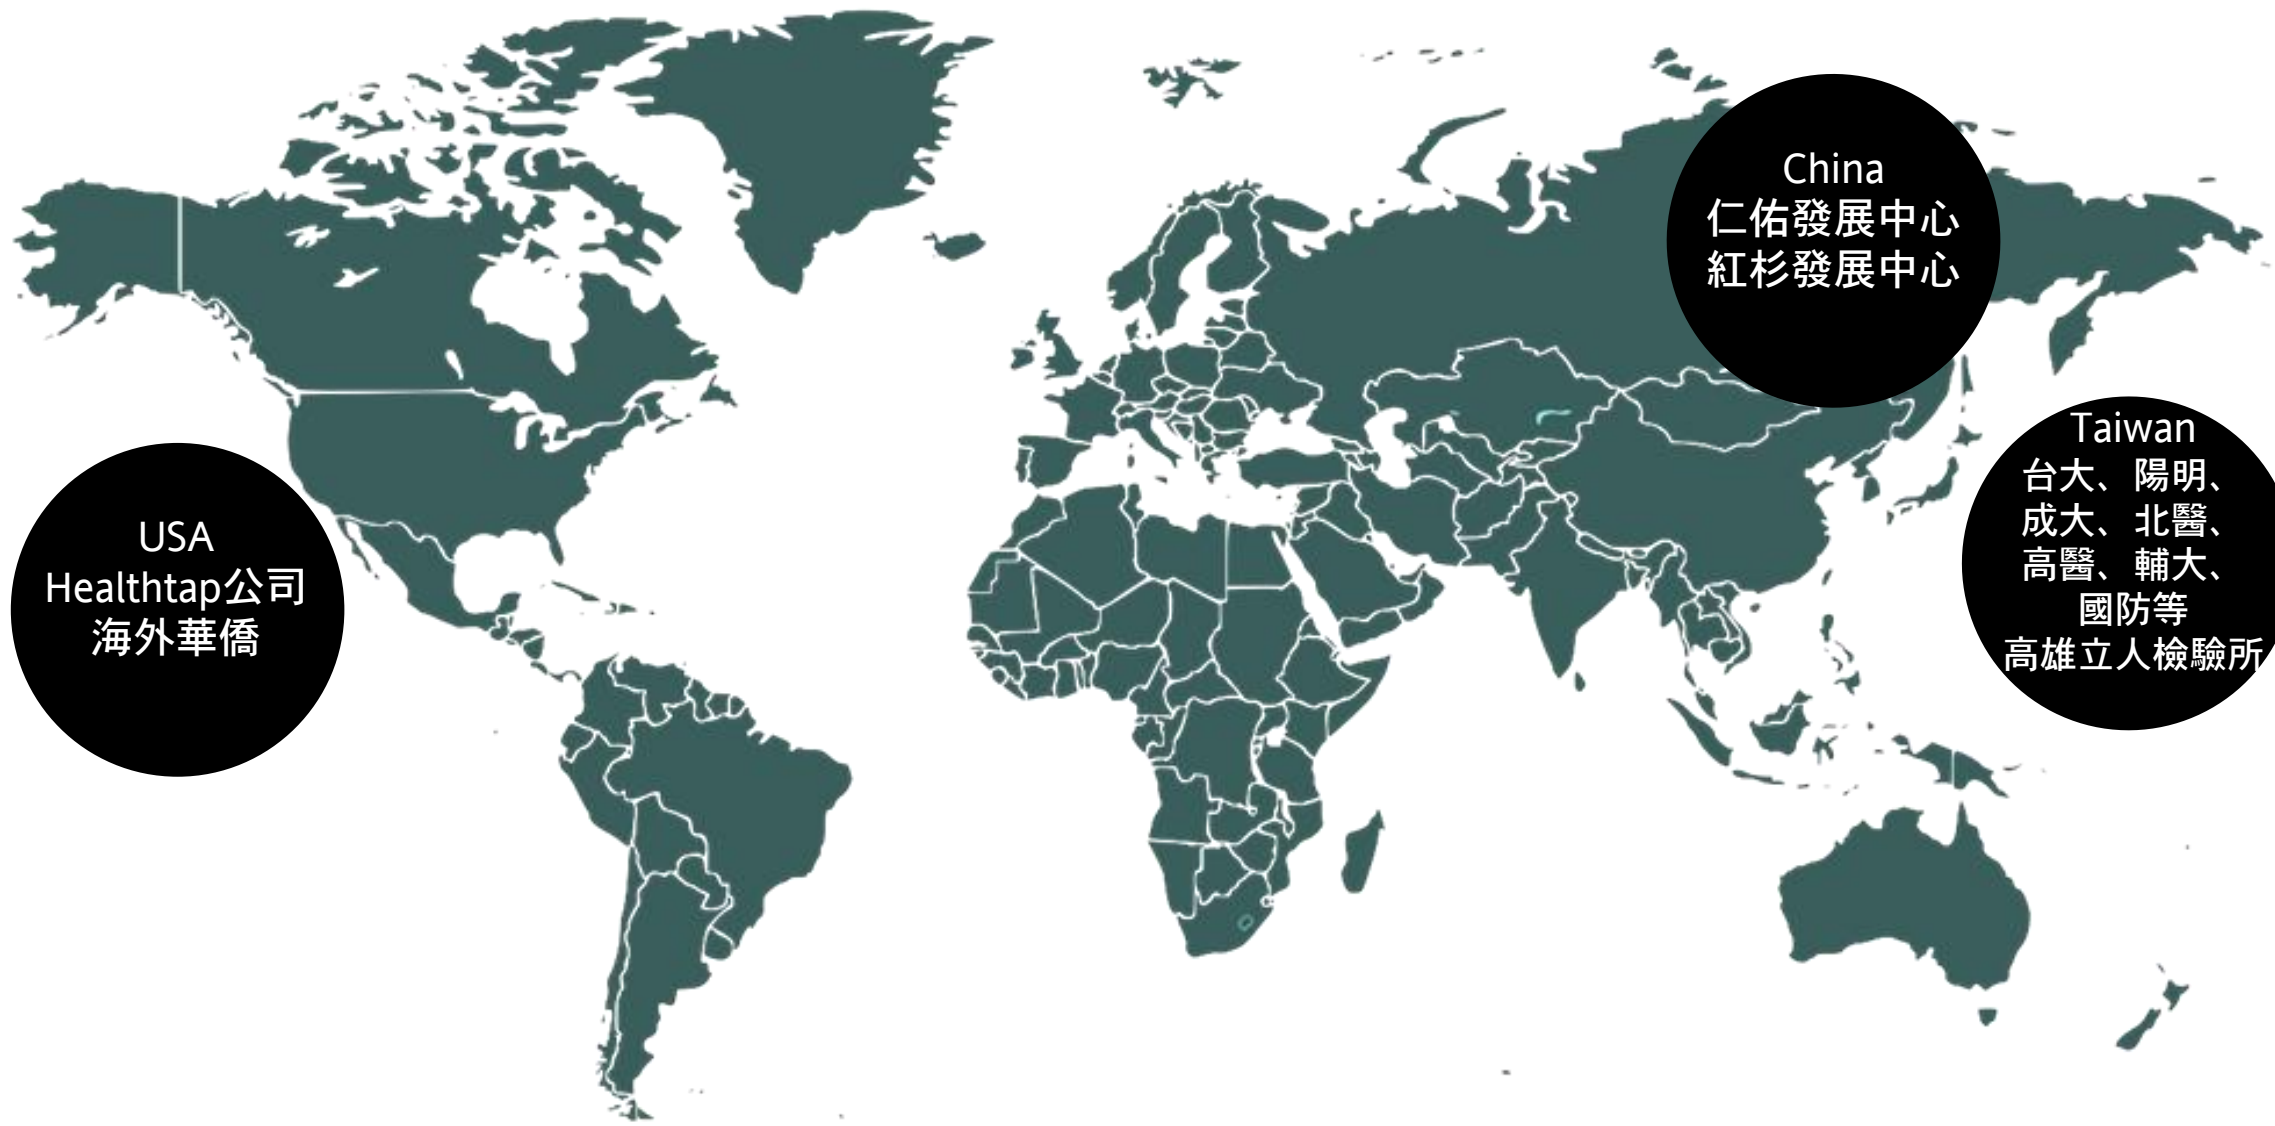 China
仁佑發展中心
紅杉發展中心
Taiwan
台大、陽明、
成大、北醫、
高醫、輔大、
國防等
高雄立人檢驗所
USA
Healthtap公司
海外華僑